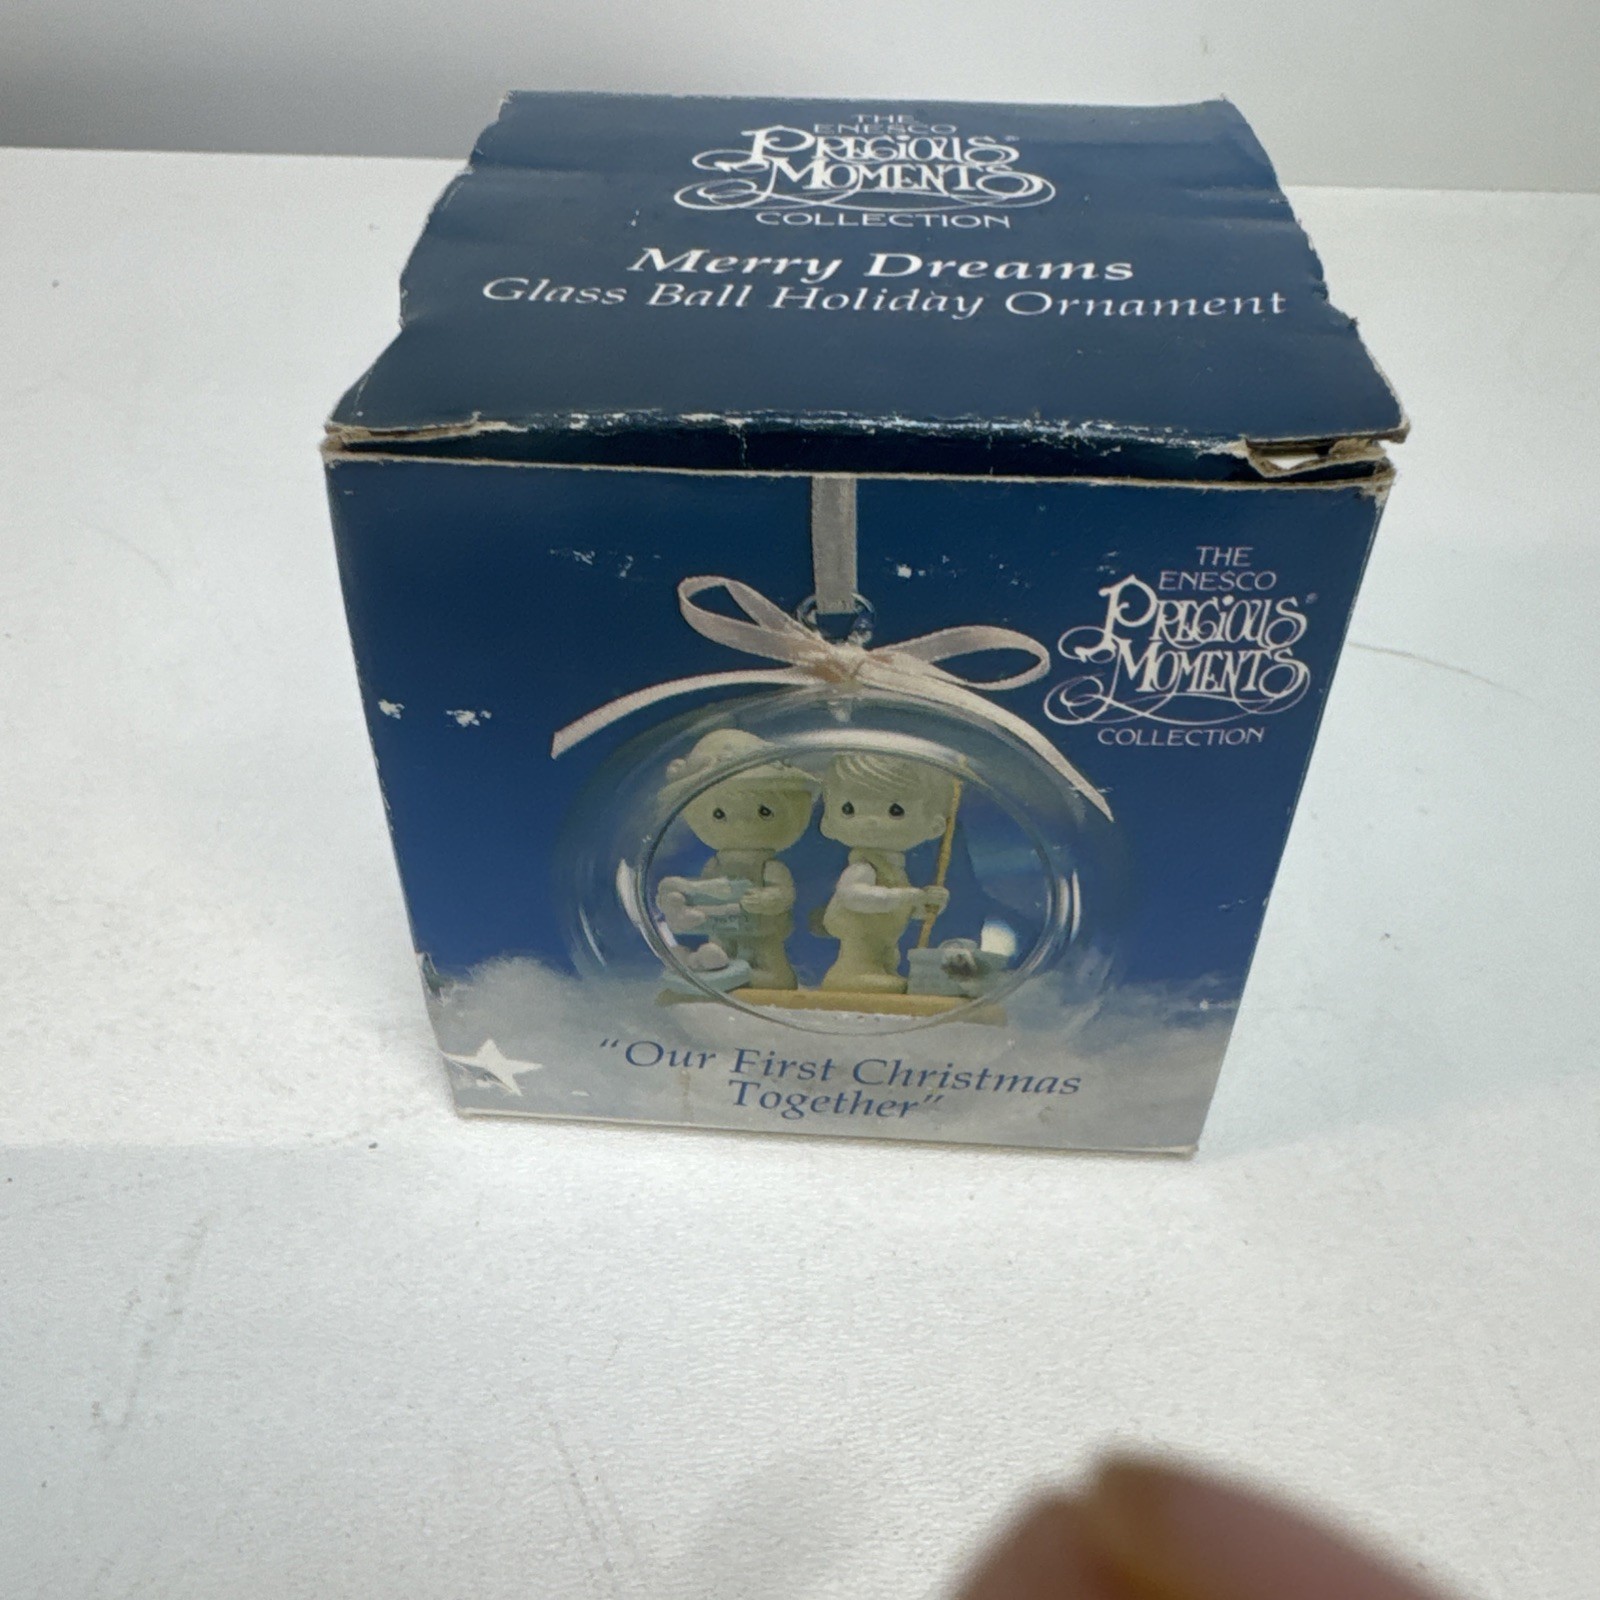 THE
ENESCO
PRECIOUS®
MOMENTS
COLLECTION
Merry Dreams
Glass Ball Holiday Ornament
THE
ENESCO
PRECIOUS®
MOMENTS
COLLECTION
"Our First Christmas
Together"